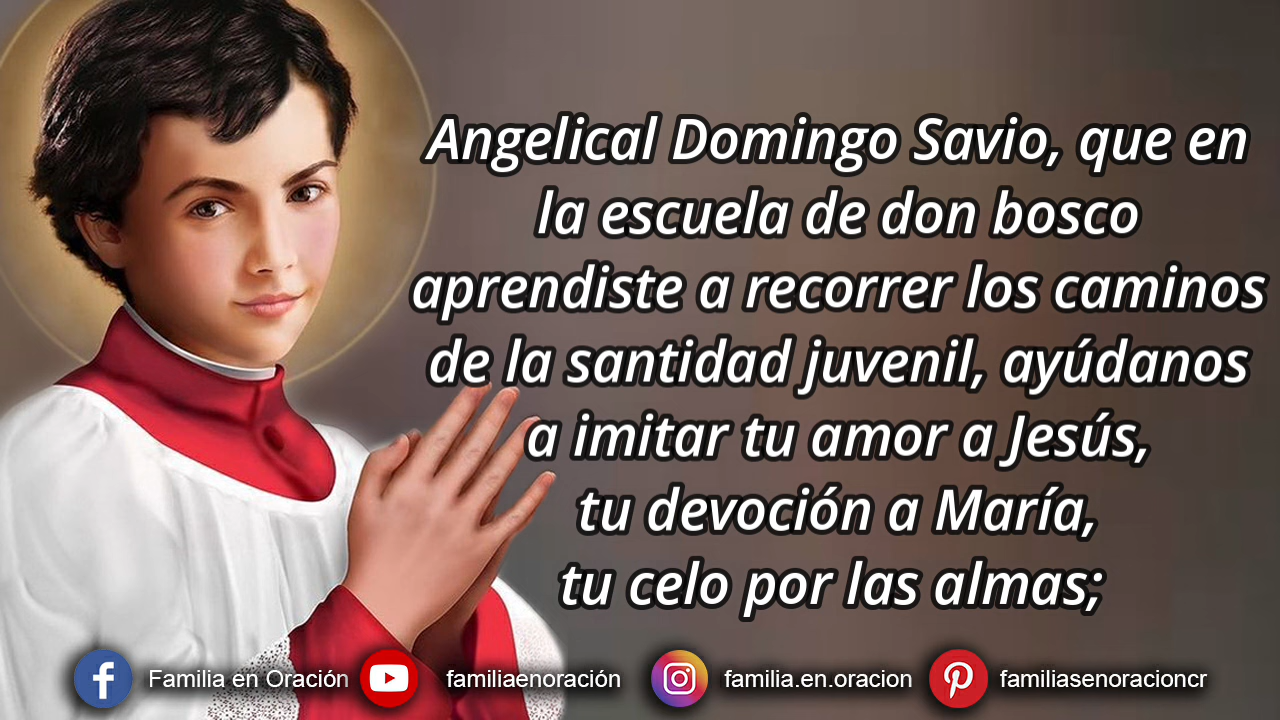 Angelical Domingo Savio, que en
la escuela de don bosco
aprendiste a recorrer los caminos
de la santidad juvenil, ayúdanos
a imitar tu amor a Jesús,
tu devoción a María,
tu celo por las almas;
Familia en Oración familiaenoración familia.en.oracion familiasenoracioncr